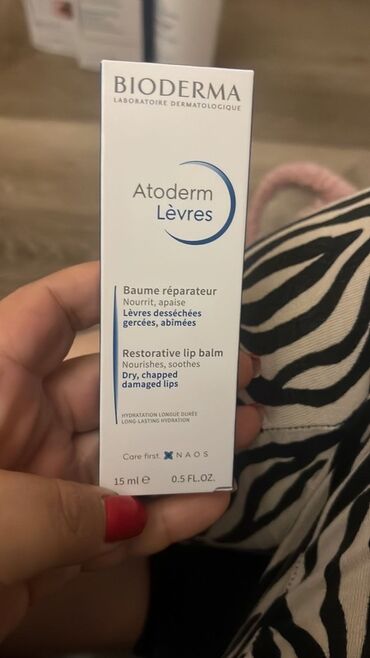 BIODERMA
LABORATOIRE DERMATOLOGIQUE
Atoderm
Lèvres
Baume réparateur
Nourrit, apaise
Lèvres desséchées
gercées, abîmées
Restorative lip balm
Nourishes, soothes
Dry, chapped
damaged lips
HYDRATATION LONGUE DURÉE
LONG-LASTING HYDRATION
Care first. NAOS
15 ml ℮ 0.5 FL.OZ.